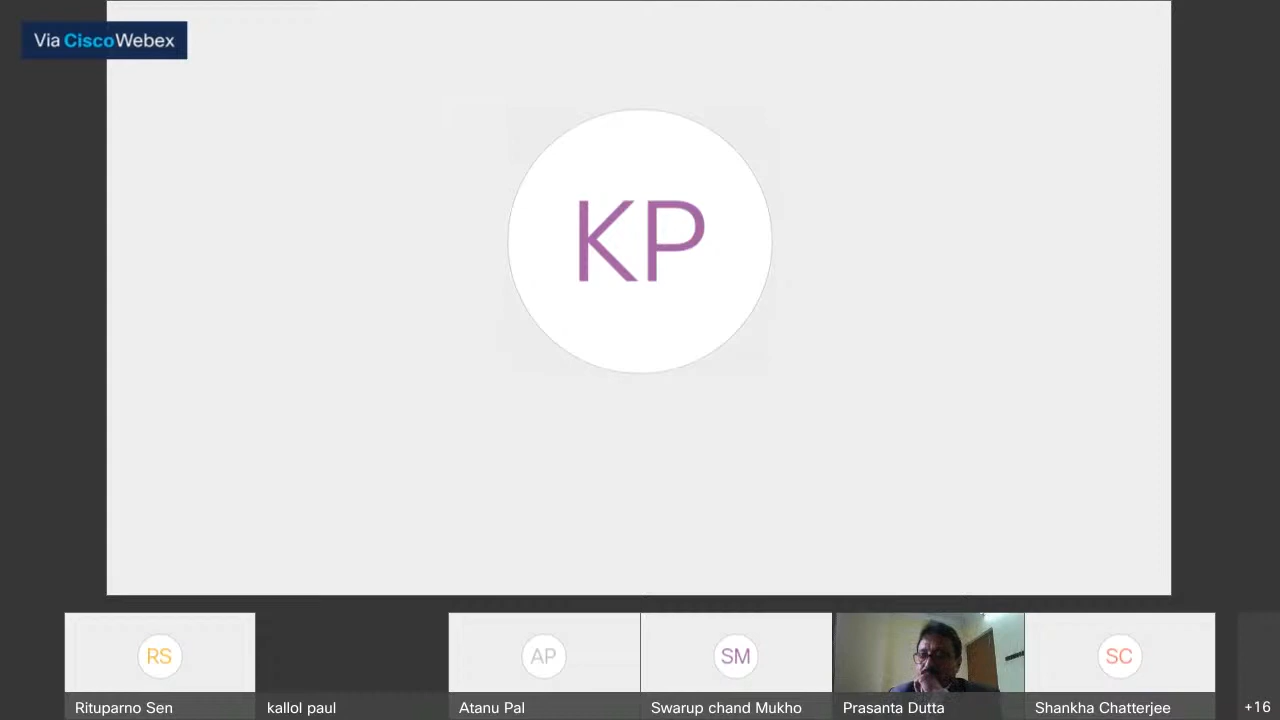 Via CiscoWebex
KP
RS
AP
SM
SC
Rituparno Sen
kallol paul
Atanu Pal
Swarup chand Mukho
Prasanta Dutta
Shankha Chatterjee
+16